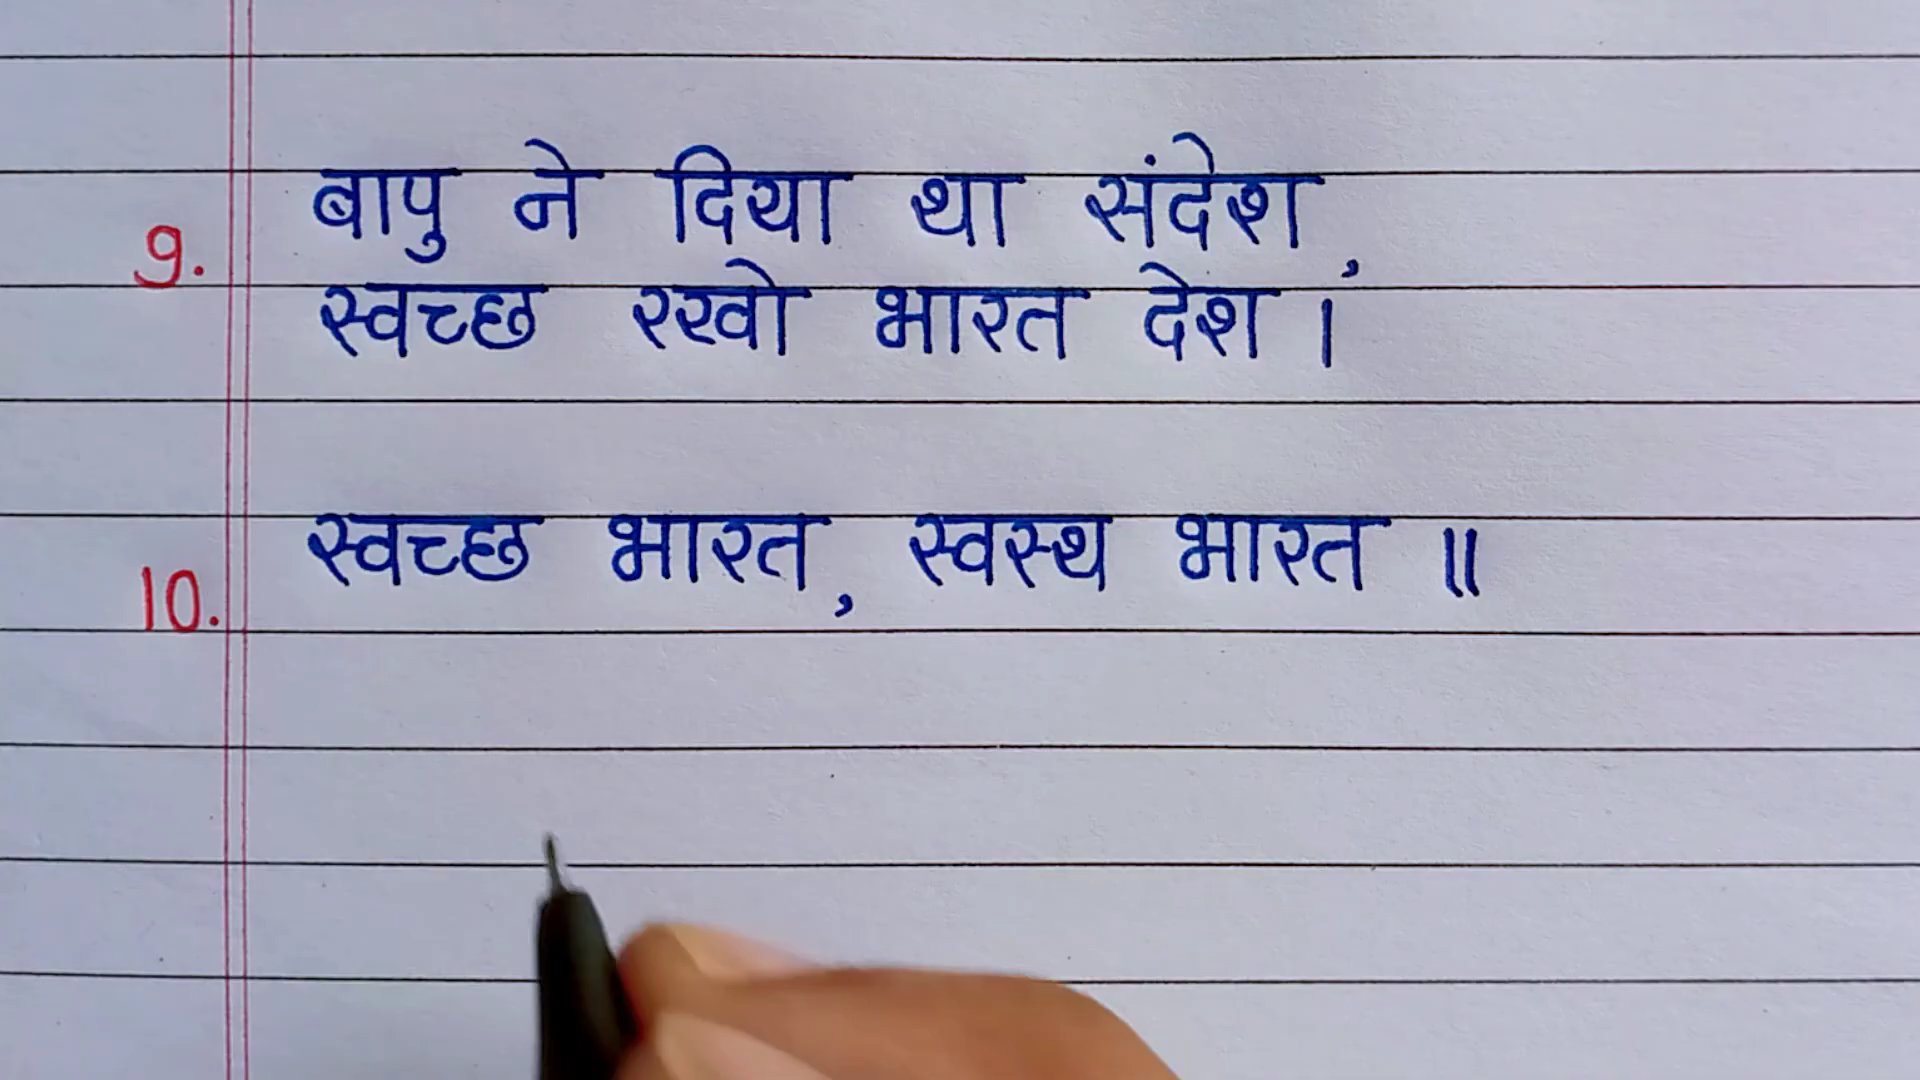 9. बापु ने दिया था संदेश,
स्वच्छ रखो भारत देश ।
10. स्वच्छ भारत, स्वस्थ भारत ॥